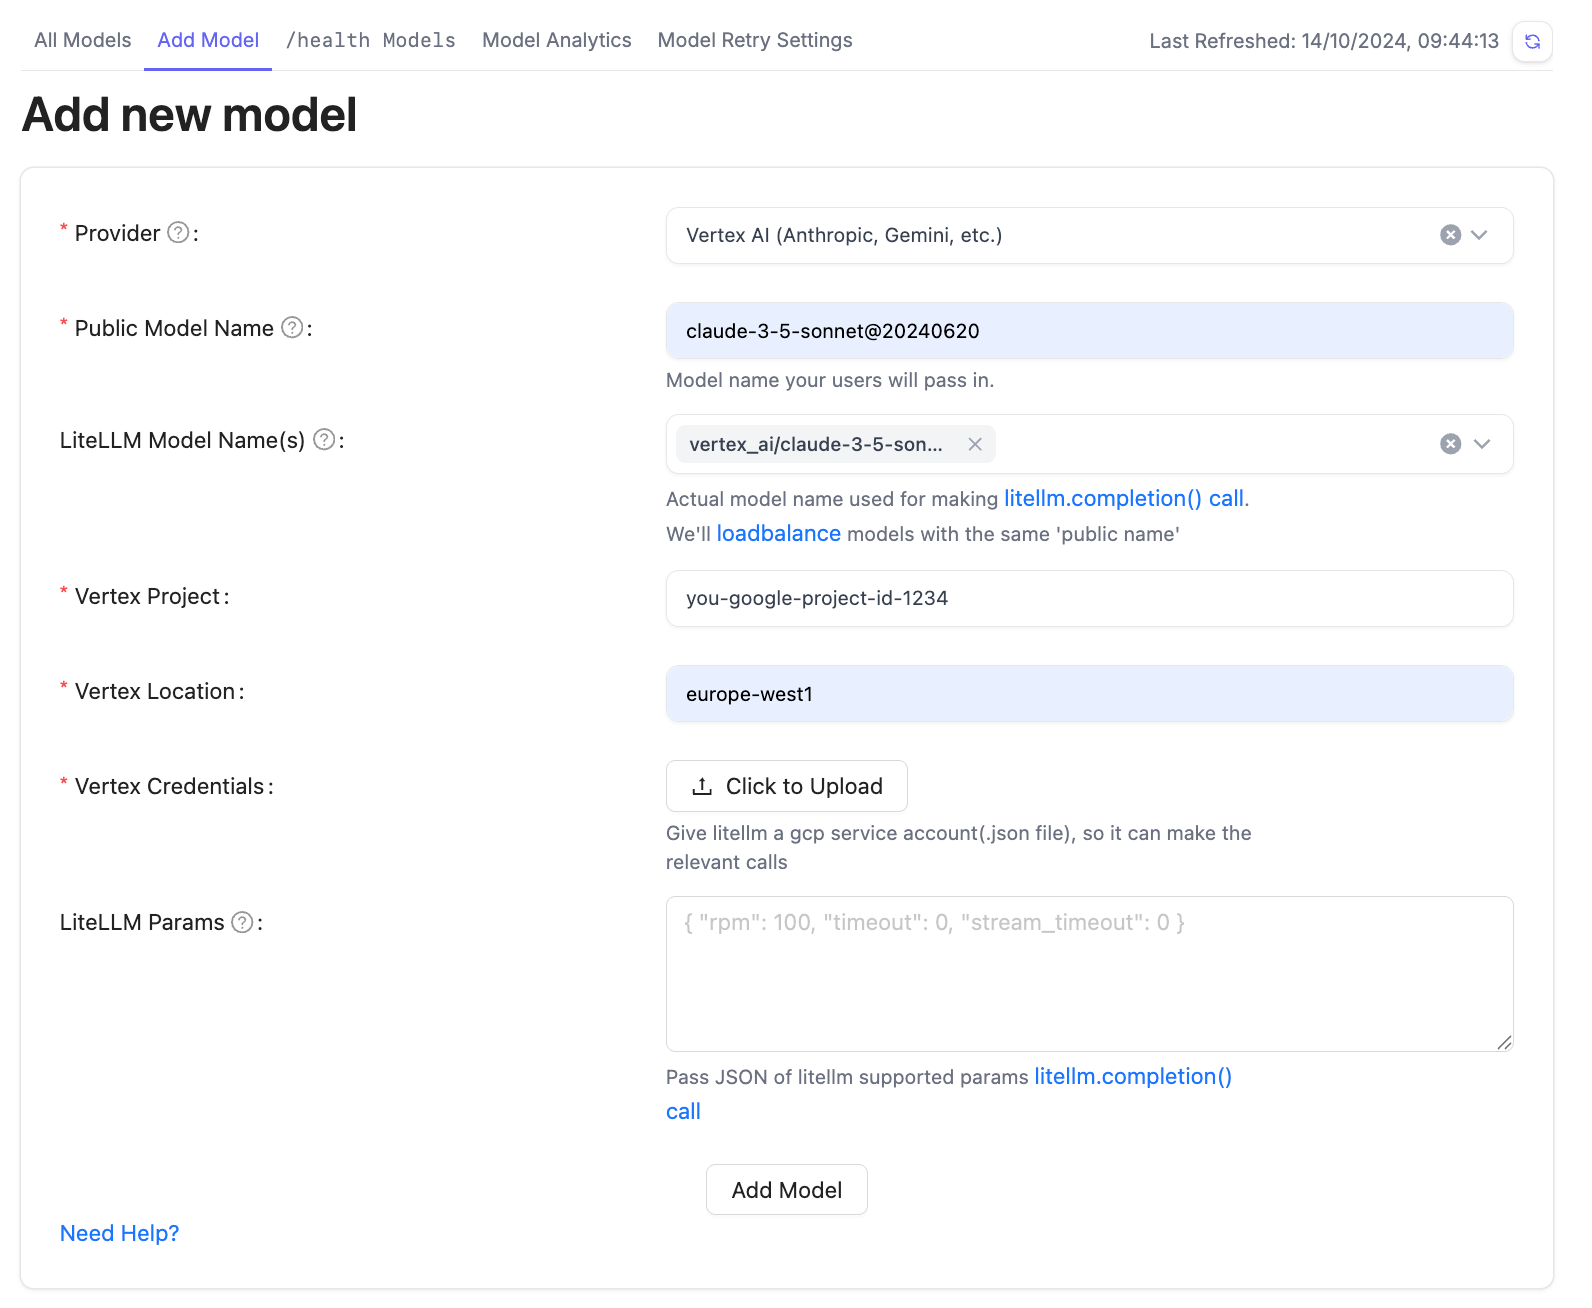 All Models
Add Model
/health Models
Model Analytics
Model Retry Settings
Last Refreshed: 14/10/2024, 09:44:13
Add new model
* Provider ? :
Vertex AI (Anthropic, Gemini, etc.)
* Public Model Name ? :
claude-3-5-sonnet@20240620
Model name your users will pass in.
LiteLLM Model Name(s) ? :
vertex_ai/claude-3-5-son...
Actual model name used for making litellm.completion() call.
We'll loadbalance models with the same 'public name'
* Vertex Project :
you-google-project-id-1234
* Vertex Location :
europe-west1
* Vertex Credentials :
Click to Upload
Give litellm a gcp service account(.json file), so it can make the
relevant calls
LiteLLM Params ? :
{ "rpm": 100, "timeout": 0, "stream_timeout": 0 }
Pass JSON of litellm supported params litellm.completion()
call
Add Model
Need Help?